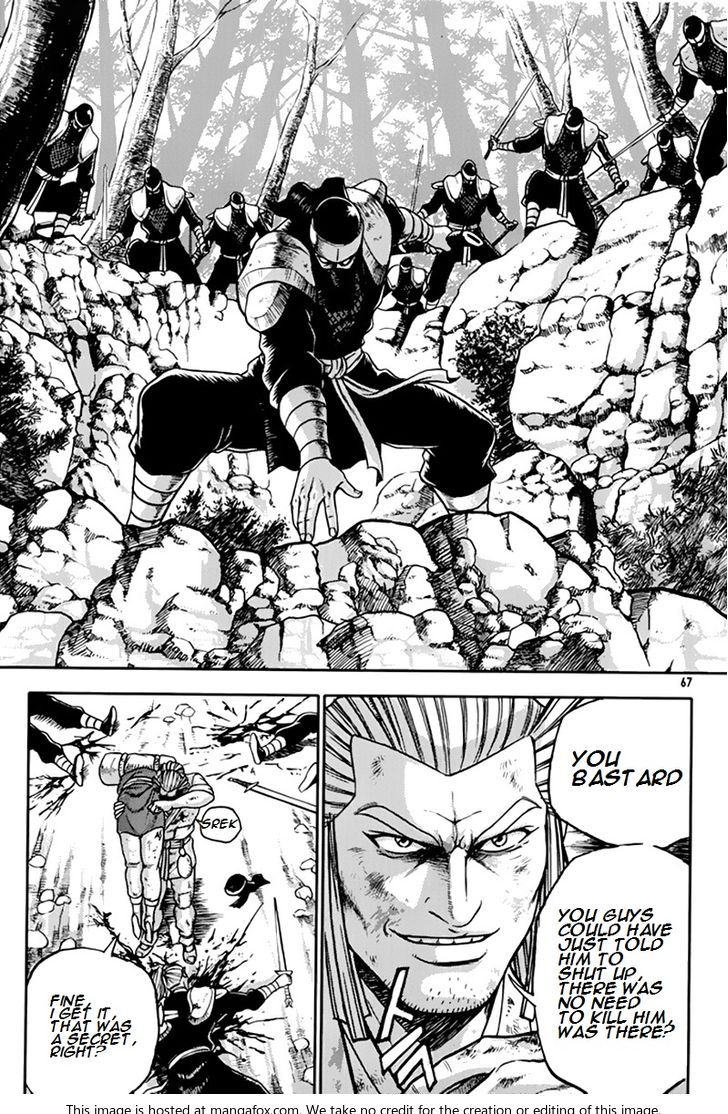 67
YOU
BASTARD
YOU GUYS
COULD HAVE
JUST TOLD
HIM TO
SHUT UP,
THERE WAS
NO NEED
TO KILL HIM,
WAS THERE?
SREK
FINE,
I GET IT,
THAT WAS
A SECRET,
RIGHT?
This image is hosted at mangafox.com. We take no credit for the creation or editing of this image.